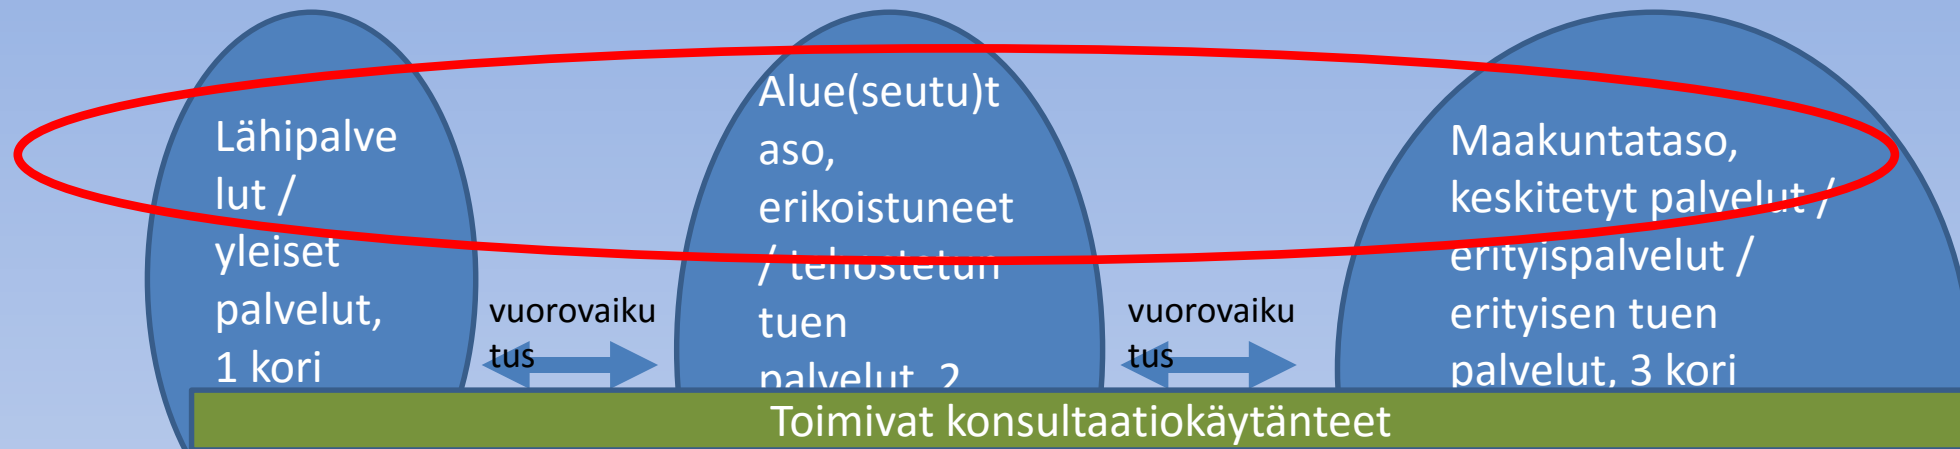 Lähipalve
lut /
yleiset
palvelut,
1 kori
vuorovaiku
tus
Alue(seutu)t
aso,
erikoistuneet
/ tehostetun
tuen
palvelut, 2
vuorovaiku
tus
Maakuntataso,
keskitetyt palvelut /
erityispalvelut /
erityisen tuen
palvelut, 3 kori
Toimivat konsultaatiokäytänteet